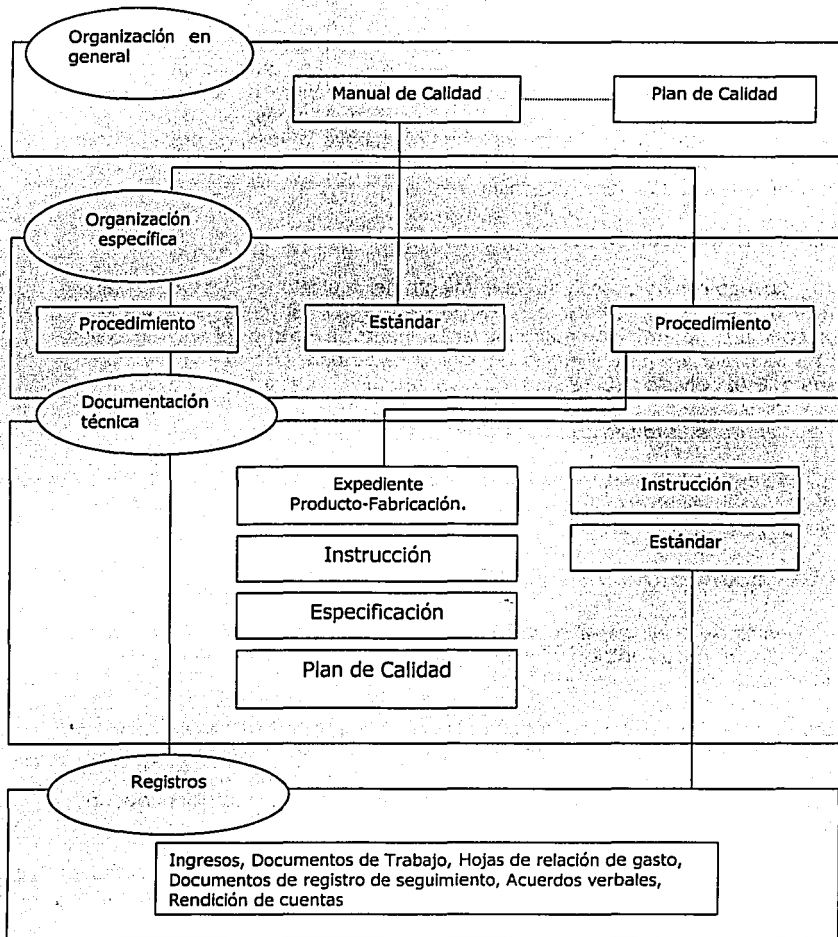 Organización en
general
Manual de Calidad
Plan de Calidad
Organización
específica
Procedimiento
Estándar
Procedimiento
Documentación
técnica
Expediente
Producto-Fabricación.
Instrucción
Especificación
Plan de Calidad
Instrucción
Estándar
Registros
Ingresos, Documentos de Trabajo, Hojas de relación de gasto,
Documentos de registro de seguimiento, Acuerdos verbales,
Rendición de cuentas